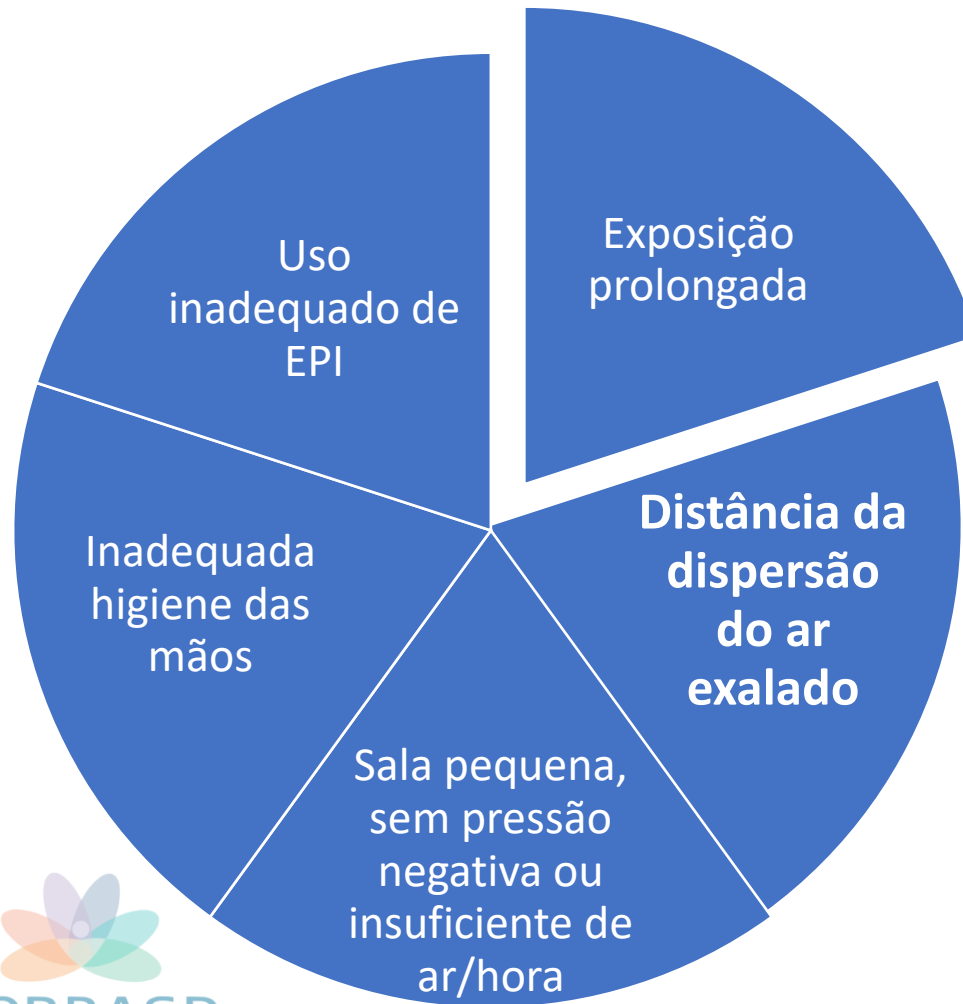 Exposição
prolongada
Distância da
dispersão
do ar
exalado
Sala pequena,
sem pressão
negativa ou
insuficiente de
ar/hora
Inadequada
higiene das
mãos
Uso
inadequado de
EPI